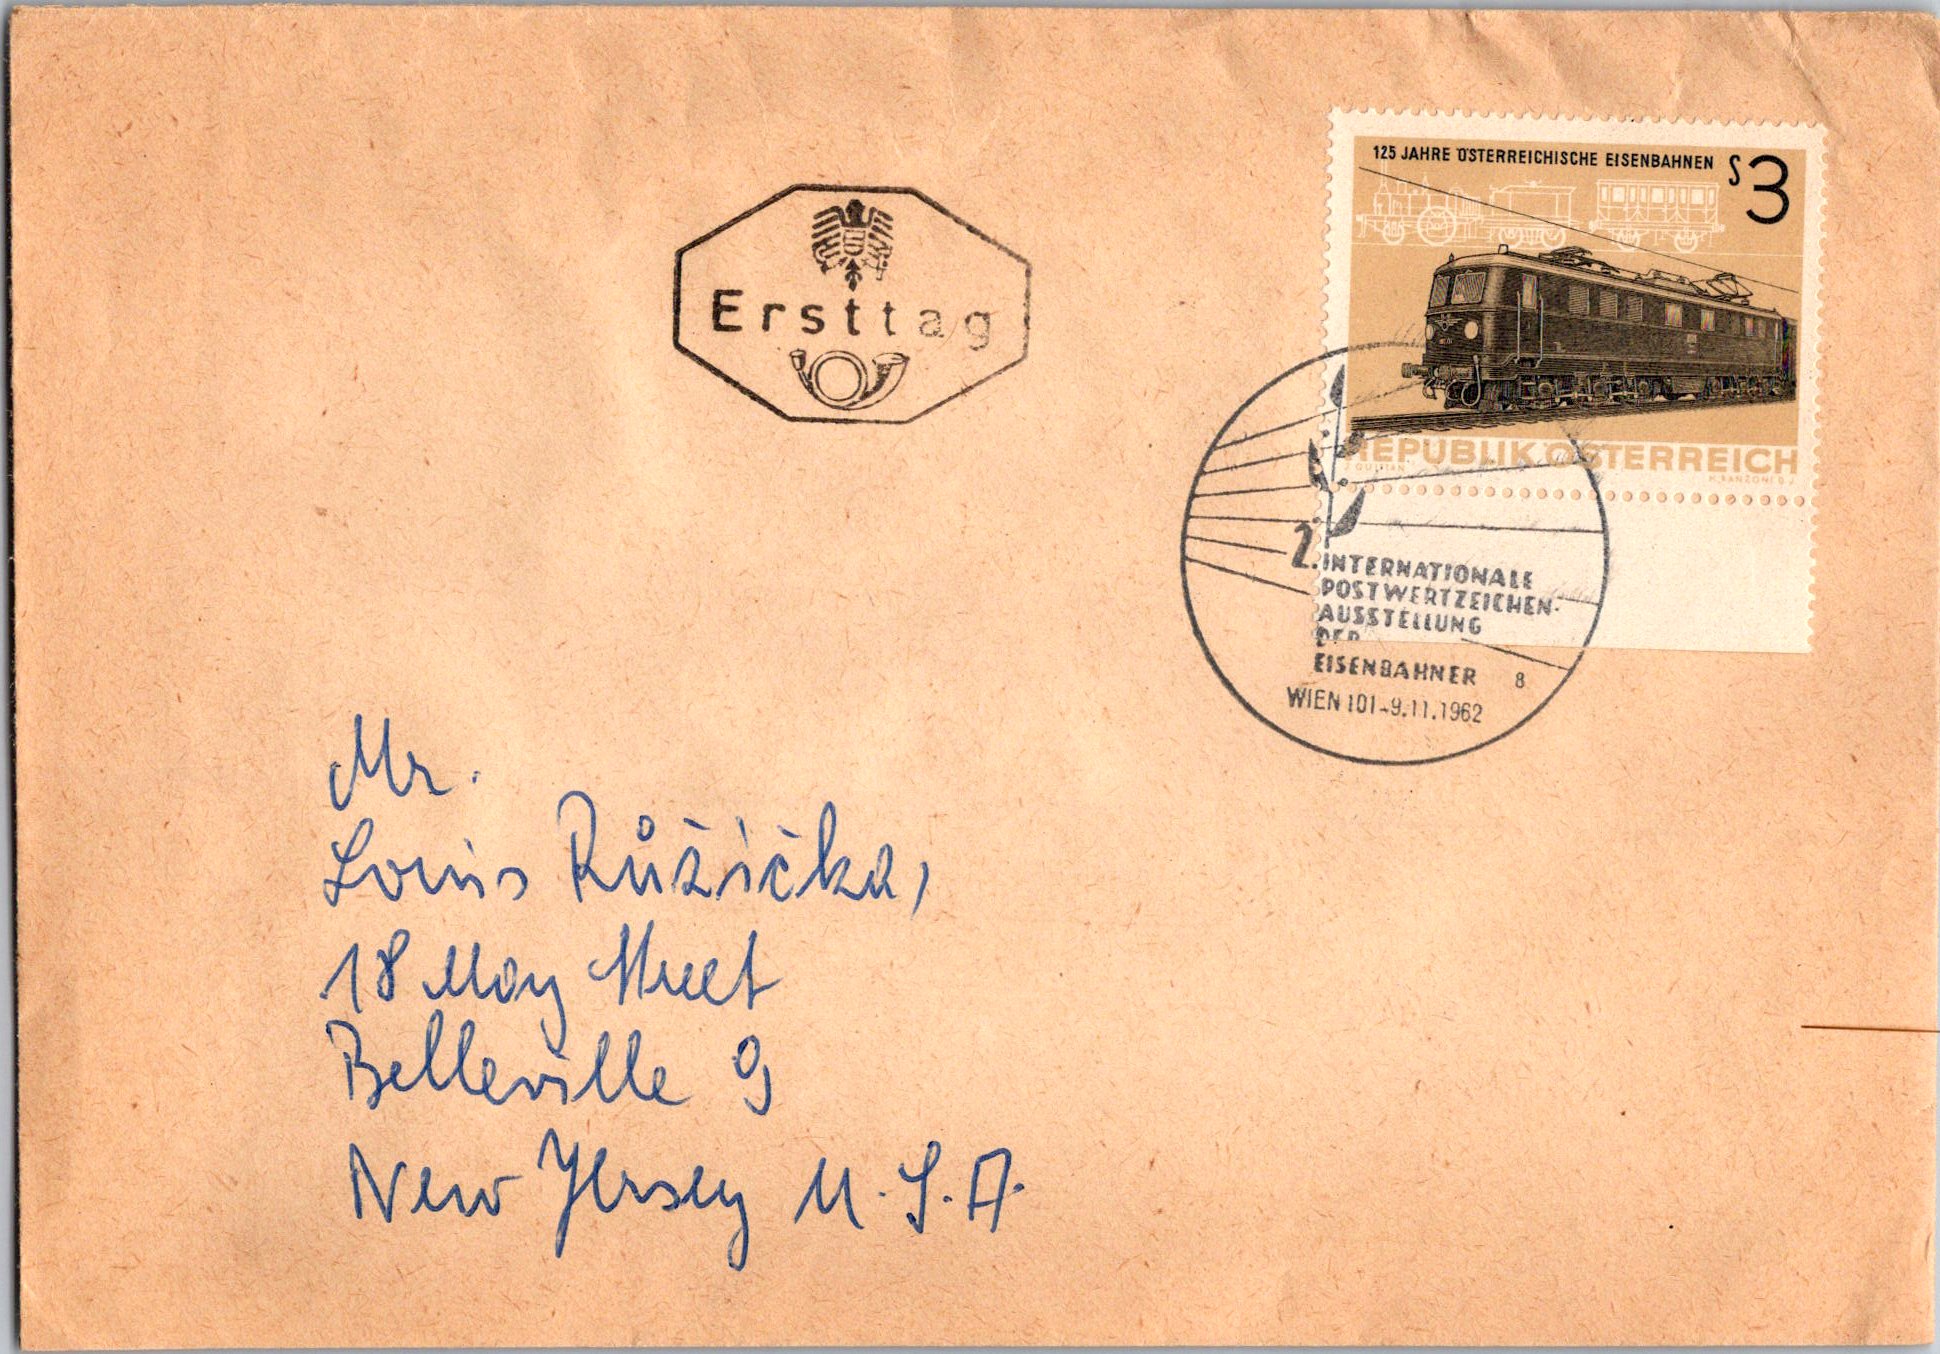 Ersttag
125 JAHRE ÖSTERREICHISCHE EISENBAHNEN S3
REPUBLIK ÖSTERREICH
2. INTERNATIONALE
POSTWERTZEICHEN-
AUSSTELLUNG
DER
EISENBAHNER 8
WIEN 101-9.11.1962
Mr.
Louis Růžička,
18 May Street
Belleville 9
New Jersey U.S.A.